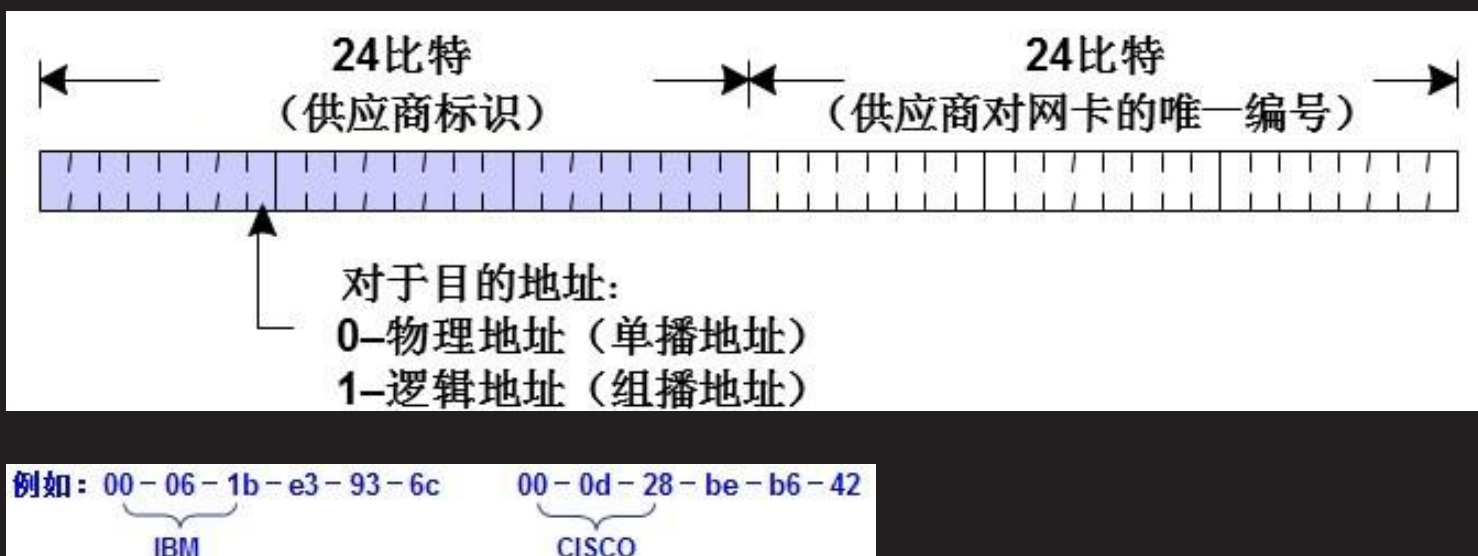 24比特
（供应商标识）
24比特
（供应商对网卡的唯一编号）
对于目的地址：
0–物理地址（单播地址）
1–逻辑地址（组播地址）
例如：00-06-1b-e3-93-6c 00-0d-28-be-b6-42
IBM CISCO